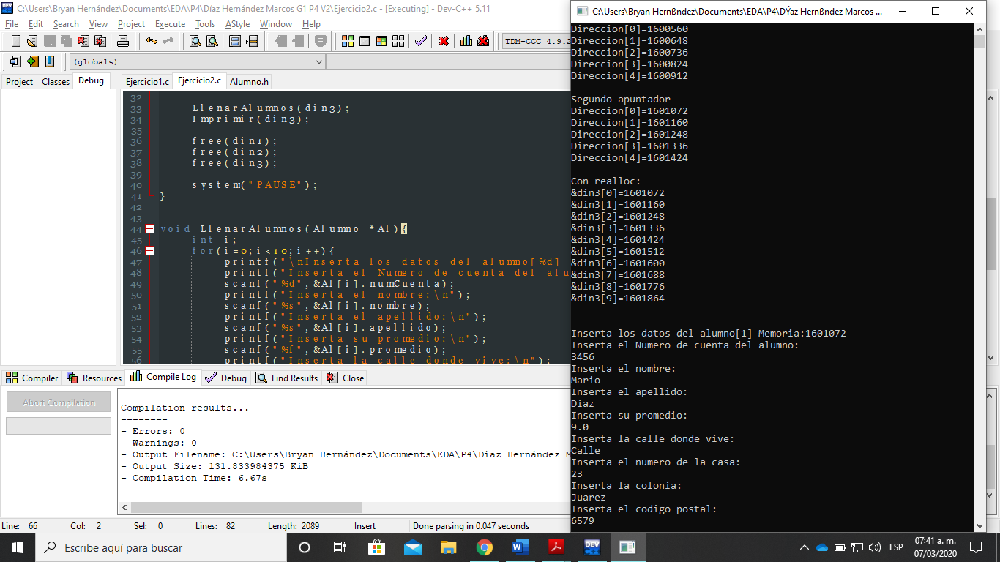 C:\Users\Bryan Hernández\Documents\EDA\P4\Díaz Hernández Marcos G1 P4 V2\Ejercicio2.c - [Executing] - Dev-C++ 5.11
File Edit Search View Project Execute Tools AStyle Window Help
TDM-GCC 4.9.2
(globals)
Project Classes Debug
Ejercicio1.c Ejercicio2.c Alumno.h
32
33 LlenarAlumnos(din3);
34 Imprimir(din3);
35
36 free(din1);
37 free(din2);
38 free(din3);
39
40 system("PAUSE");
41 }
42
43
44 void LlenarAlumnos(Alumno *Al){
45 int i;
46 for(i=0;i<10;i++){
47 printf("\nInserta los datos del alumno[%d]
48 printf("Inserta el Numero de cuenta del alu
49 scanf("%d",&Al[i].numCuenta);
50 printf("Inserta el nombre:\n");
51 scanf("%s",&Al[i].nombre);
52 printf("Inserta el apellido:\n");
53 scanf("%s",&Al[i].apellido);
54 printf("Inserta su promedio:\n");
55 scanf("%f",&Al[i].promedio);
56 printf("Inserta la calle donde vive:\n");
Compiler Resources Compile Log Debug Find Results Close
Abort Compilation
Compilation results...
--------
- Errors: 0
- Warnings: 0
- Output Filename: C:\Users\Bryan Hernández\Documents\EDA\P4\Díaz Hernández M
- Output Size: 131.833984375 KiB
- Compilation Time: 6.67s
Line: 66 Col: 2 Sel: 0 Lines: 82 Length: 2089 Insert Done parsing in 0.047 seconds
C:\Users\Bryan Hernßndez\Documents\EDA\P4\DÝaz Hernßndez Marcos ...
Direccion[0]=1600560
Direccion[1]=1600648
Direccion[2]=1600736
Direccion[3]=1600824
Direccion[4]=1600912
Segundo apuntador
Direccion[0]=1601072
Direccion[1]=1601160
Direccion[2]=1601248
Direccion[3]=1601336
Direccion[4]=1601424
Con realloc:
&din3[0]=1601072
&din3[1]=1601160
&din3[2]=1601248
&din3[3]=1601336
&din3[4]=1601424
&din3[5]=1601512
&din3[6]=1601600
&din3[7]=1601688
&din3[8]=1601776
&din3[9]=1601864
Inserta los datos del alumno[1] Memoria:1601072
Inserta el Numero de cuenta del alumno:
3456
Inserta el nombre:
Mario
Inserta el apellido:
Diaz
Inserta su promedio:
9.0
Inserta la calle donde vive:
Calle
Inserta el numero de la casa:
23
Inserta la colonia:
Juarez
Inserta el codigo postal:
6579
Escribe aquí para buscar
DEV C++
ESP
07:41 a. m.
07/03/2020